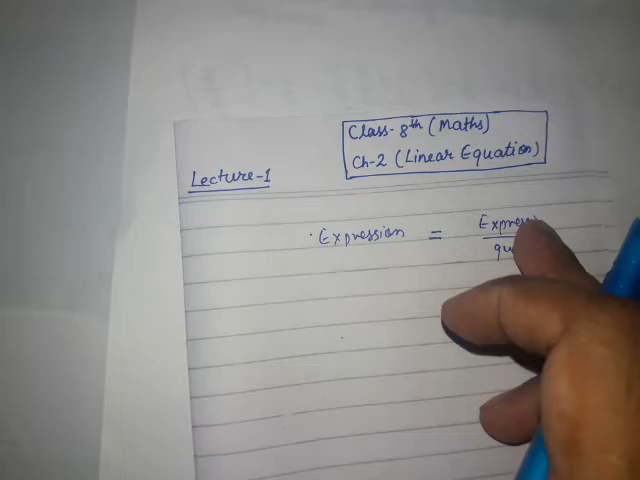 Class-8th (Maths)
Ch-2 (Linear Equation)
Lecture-1
· Expression =